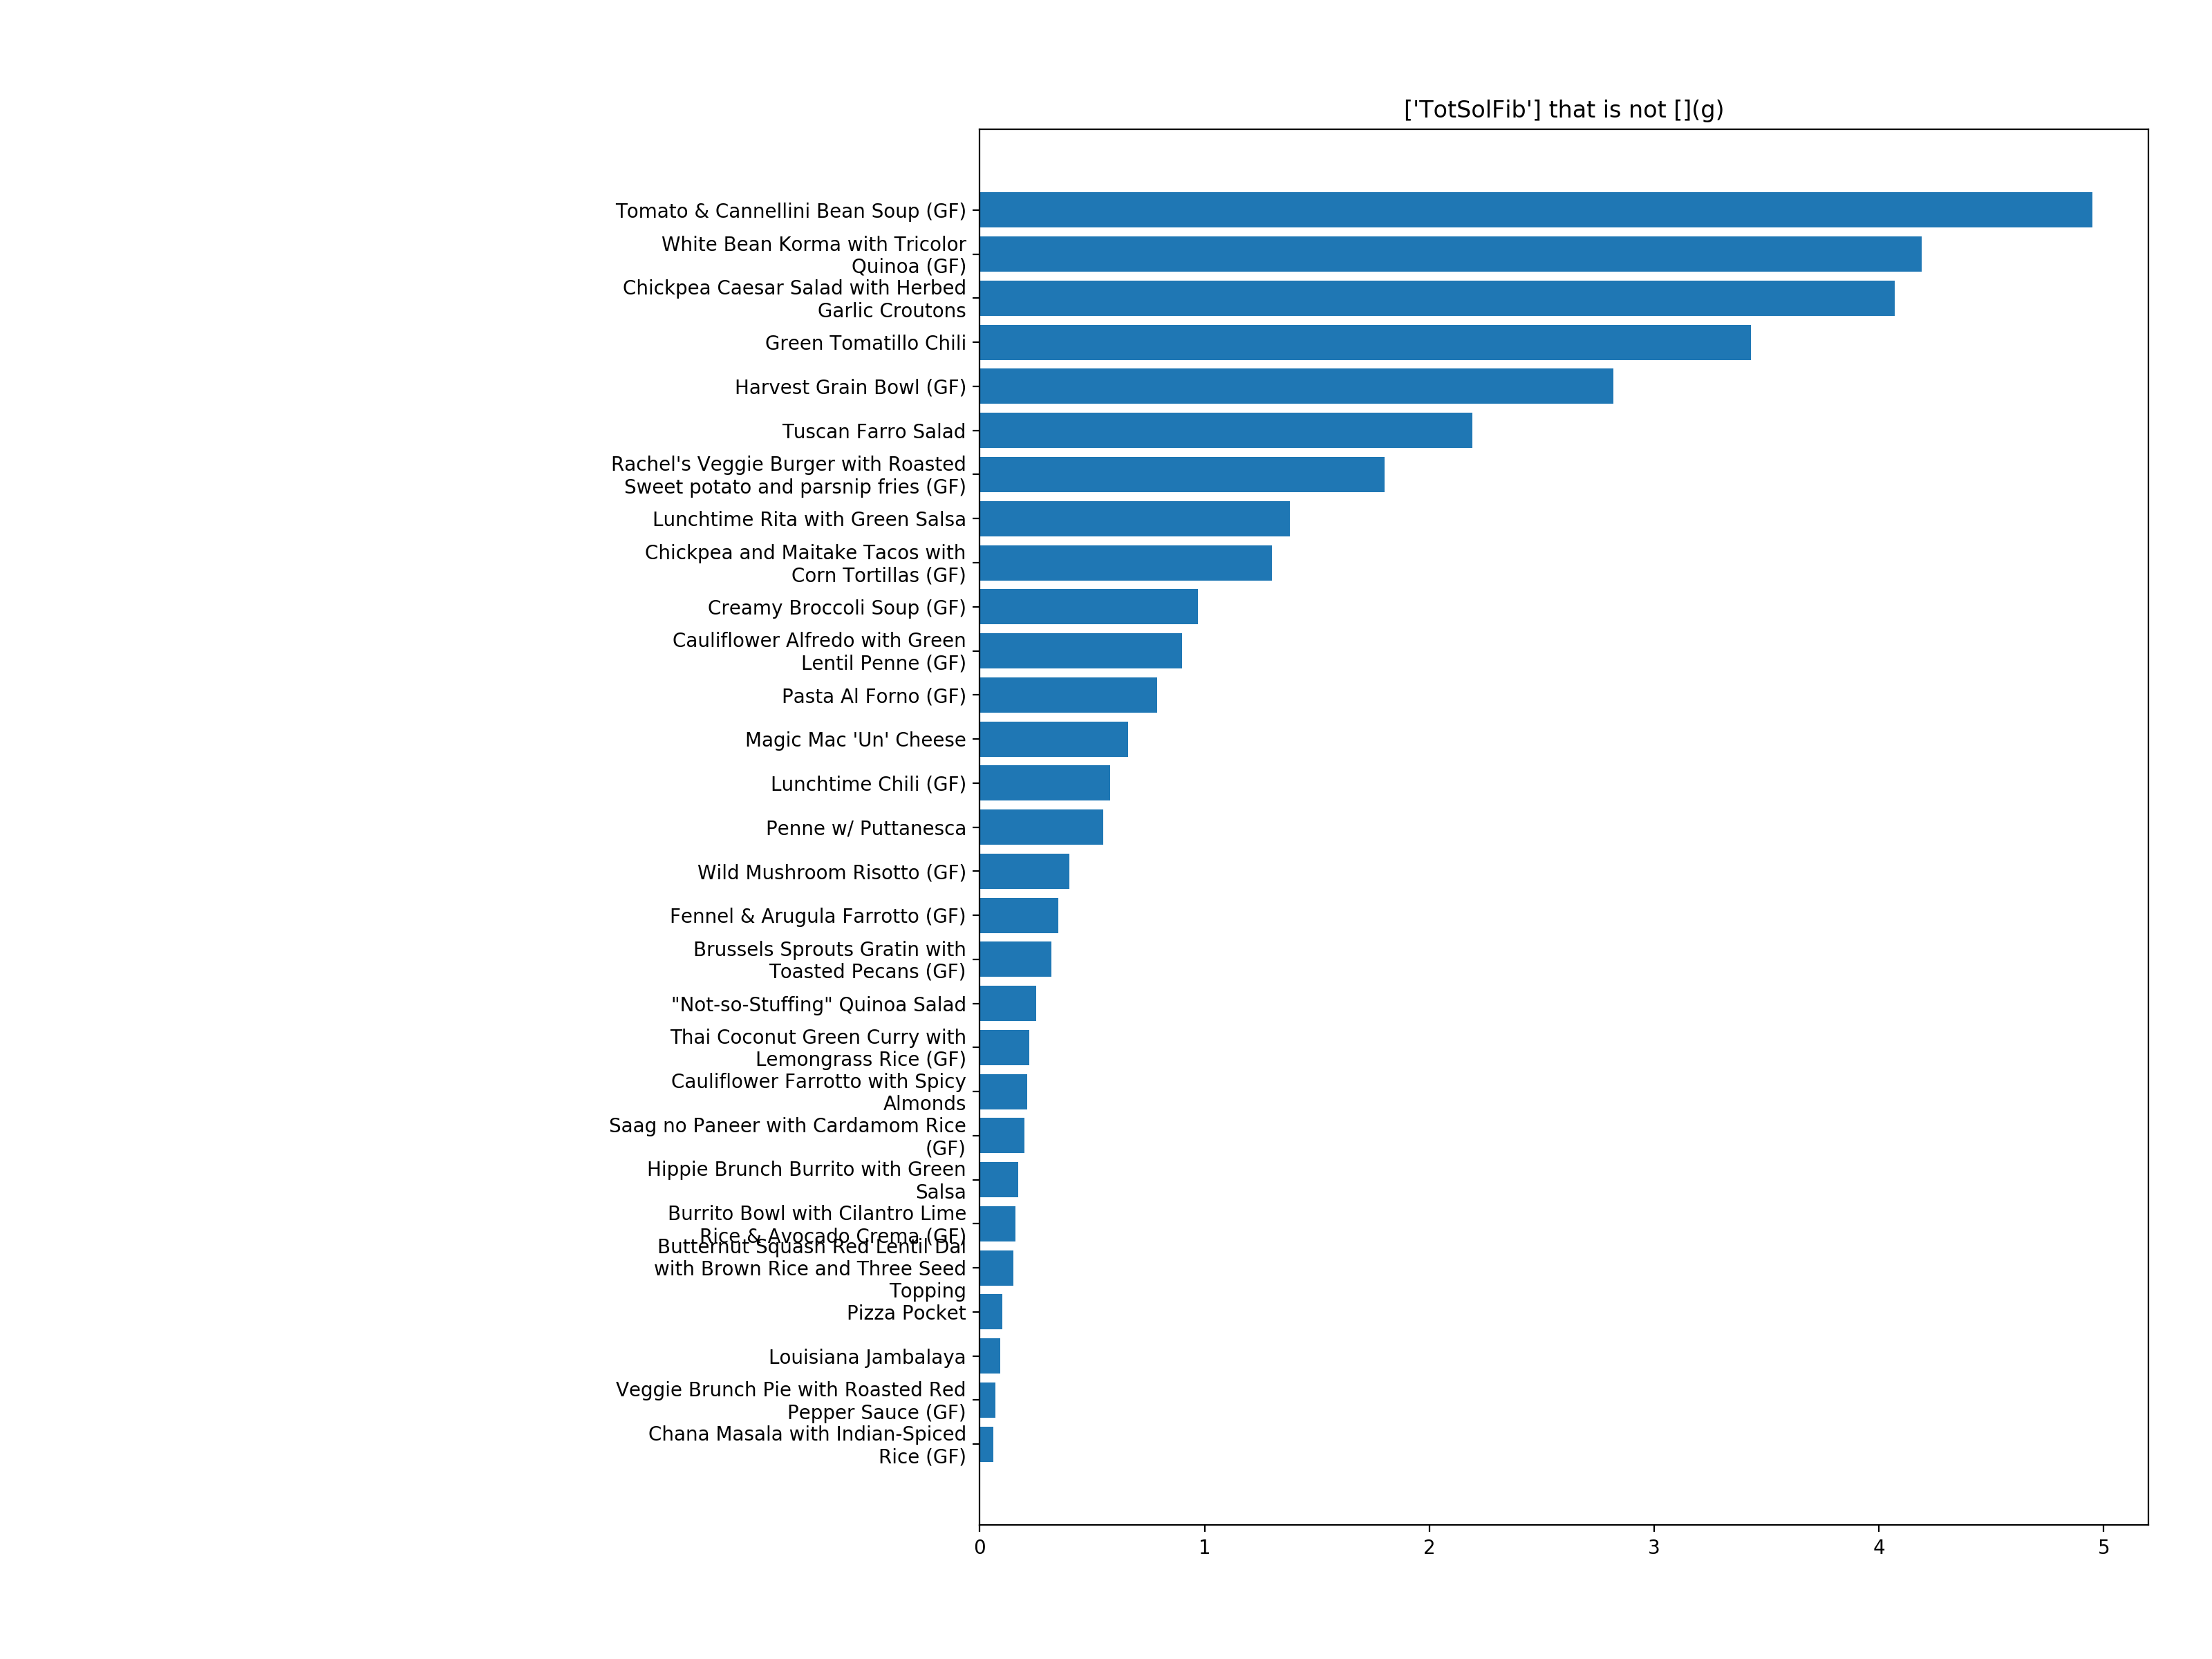 ['TotSolFib'] that is not [](g)
Tomato & Cannellini Bean Soup (GF)
White Bean Korma with Tricolor
Quinoa (GF)
Chickpea Caesar Salad with Herbed
Garlic Croutons
Green Tomatillo Chili
Harvest Grain Bowl (GF)
Tuscan Farro Salad
Rachel's Veggie Burger with Roasted
Sweet potato and parsnip fries (GF)
Lunchtime Rita with Green Salsa
Chickpea and Maitake Tacos with
Corn Tortillas (GF)
Creamy Broccoli Soup (GF)
Cauliflower Alfredo with Green
Lentil Penne (GF)
Pasta Al Forno (GF)
Magic Mac 'Un' Cheese
Lunchtime Chili (GF)
Penne w/ Puttanesca
Wild Mushroom Risotto (GF)
Fennel & Arugula Farrotto (GF)
Brussels Sprouts Gratin with
Toasted Pecans (GF)
"Not-so-Stuffing" Quinoa Salad
Thai Coconut Green Curry with
Lemongrass Rice (GF)
Cauliflower Farrotto with Spicy
Almonds
Saag no Paneer with Cardamom Rice
(GF)
Hippie Brunch Burrito with Green
Salsa
Burrito Bowl with Cilantro Lime
Rice & Avocado Crema (GF)
Butternut Squash Red Lentil Dal
with Brown Rice and Three Seed
Topping
Pizza Pocket
Louisiana Jambalaya
Veggie Brunch Pie with Roasted Red
Pepper Sauce (GF)
Chana Masala with Indian-Spiced
Rice (GF)
0 1 2 3 4 5